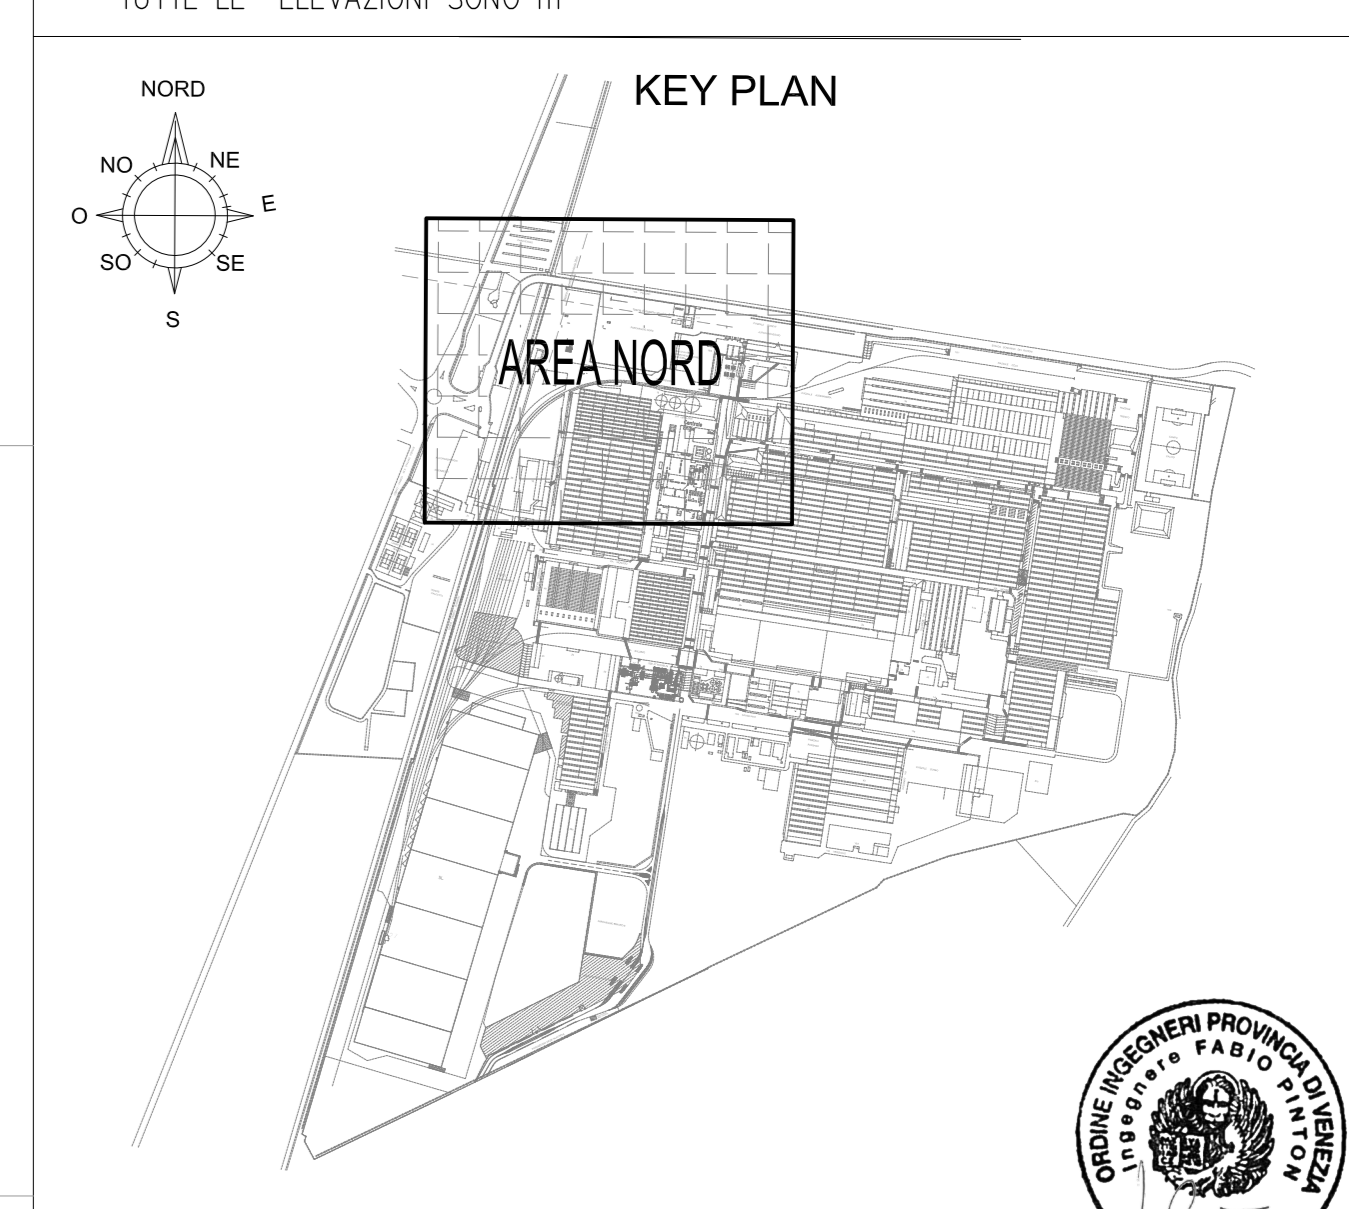 TUTTE LE ELEVAZIONI SONO m
KEY PLAN
NORD
NO
NE
O
E
SO
SE
S
AREA NORD
ORDINE INGEGNERI PROVINCIA DI VENEZIA
Ingegnere FABIO PINTON